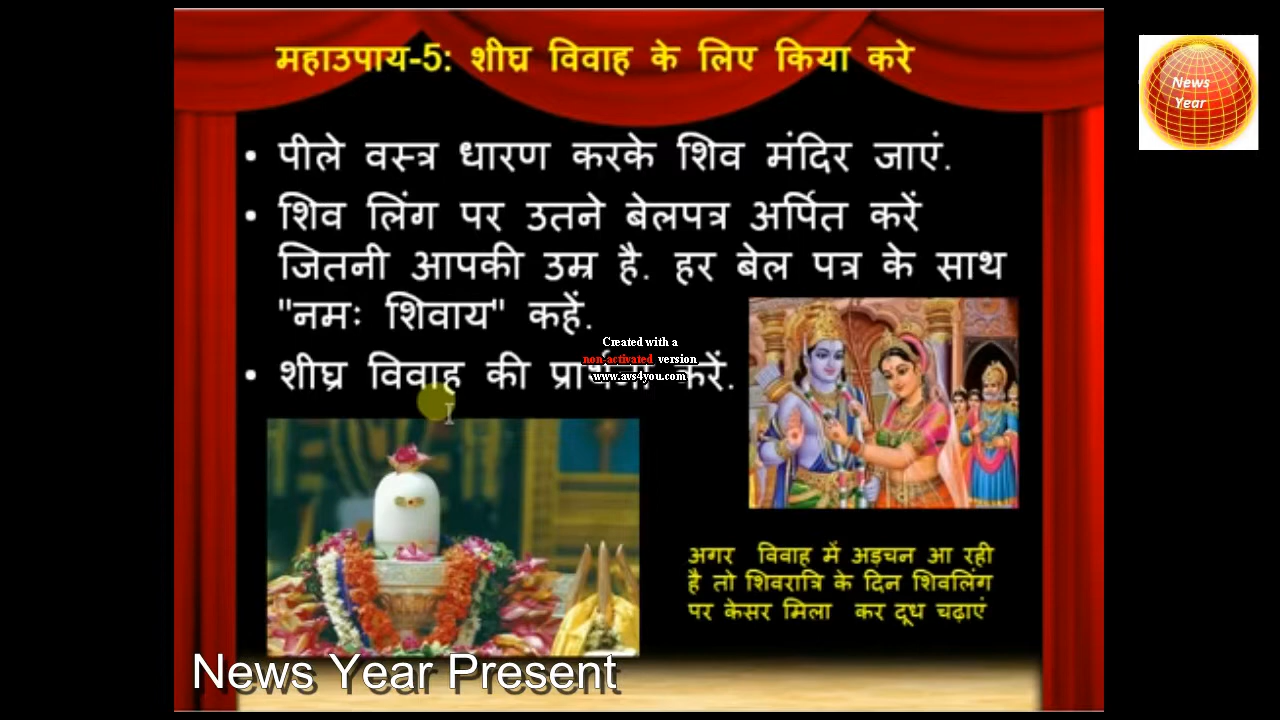 महाउपाय-5: शीघ्र विवाह के लिए किया करे
News
Year
• पीले वस्त्र धारण करके शिव मंदिर जाएं.
• शिव लिंग पर उतने बेलपत्र अर्पित करें
जितनी आपकी उम्र है. हर बेल पत्र के साथ
"नमः शिवाय" कहें.
Created with a
non-activated version
www.avs4you.com
• शीघ्र विवाह की प्रार्थना करें.
अगर विवाह में अड़चन आ रही
है तो शिवरात्रि के दिन शिवलिंग
पर केसर मिला कर दूध चढ़ाएं
News Year Present